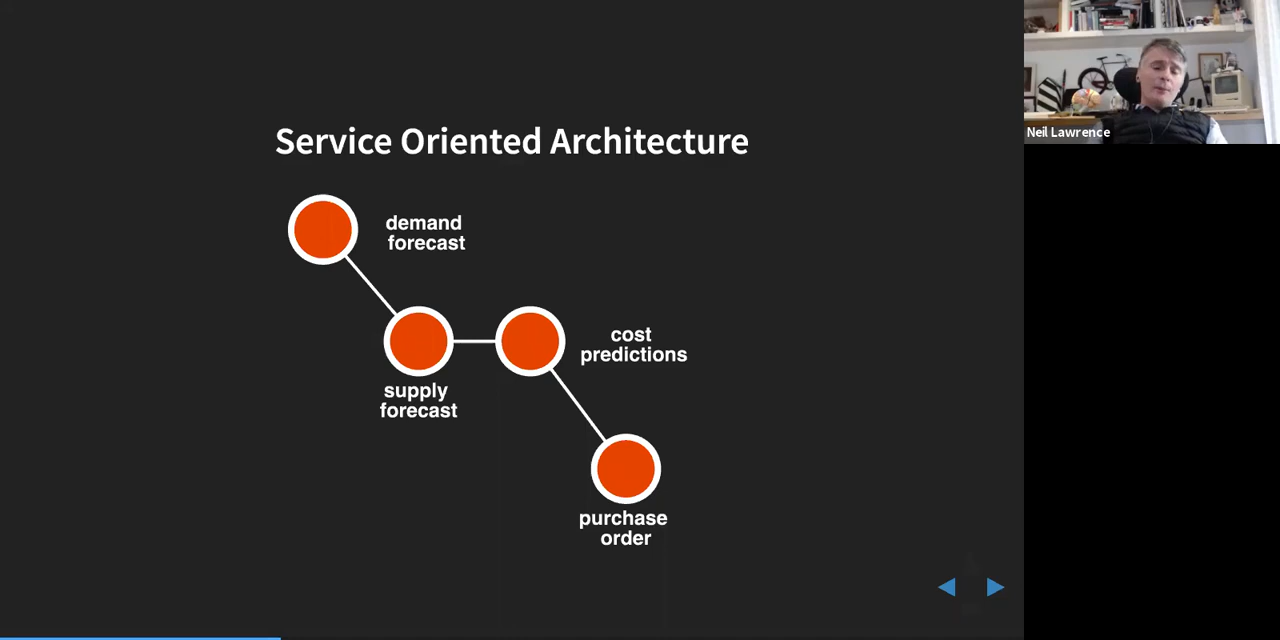 Service Oriented Architecture
demand
forecast
supply
forecast
cost
predictions
purchase
order
Neil Lawrence